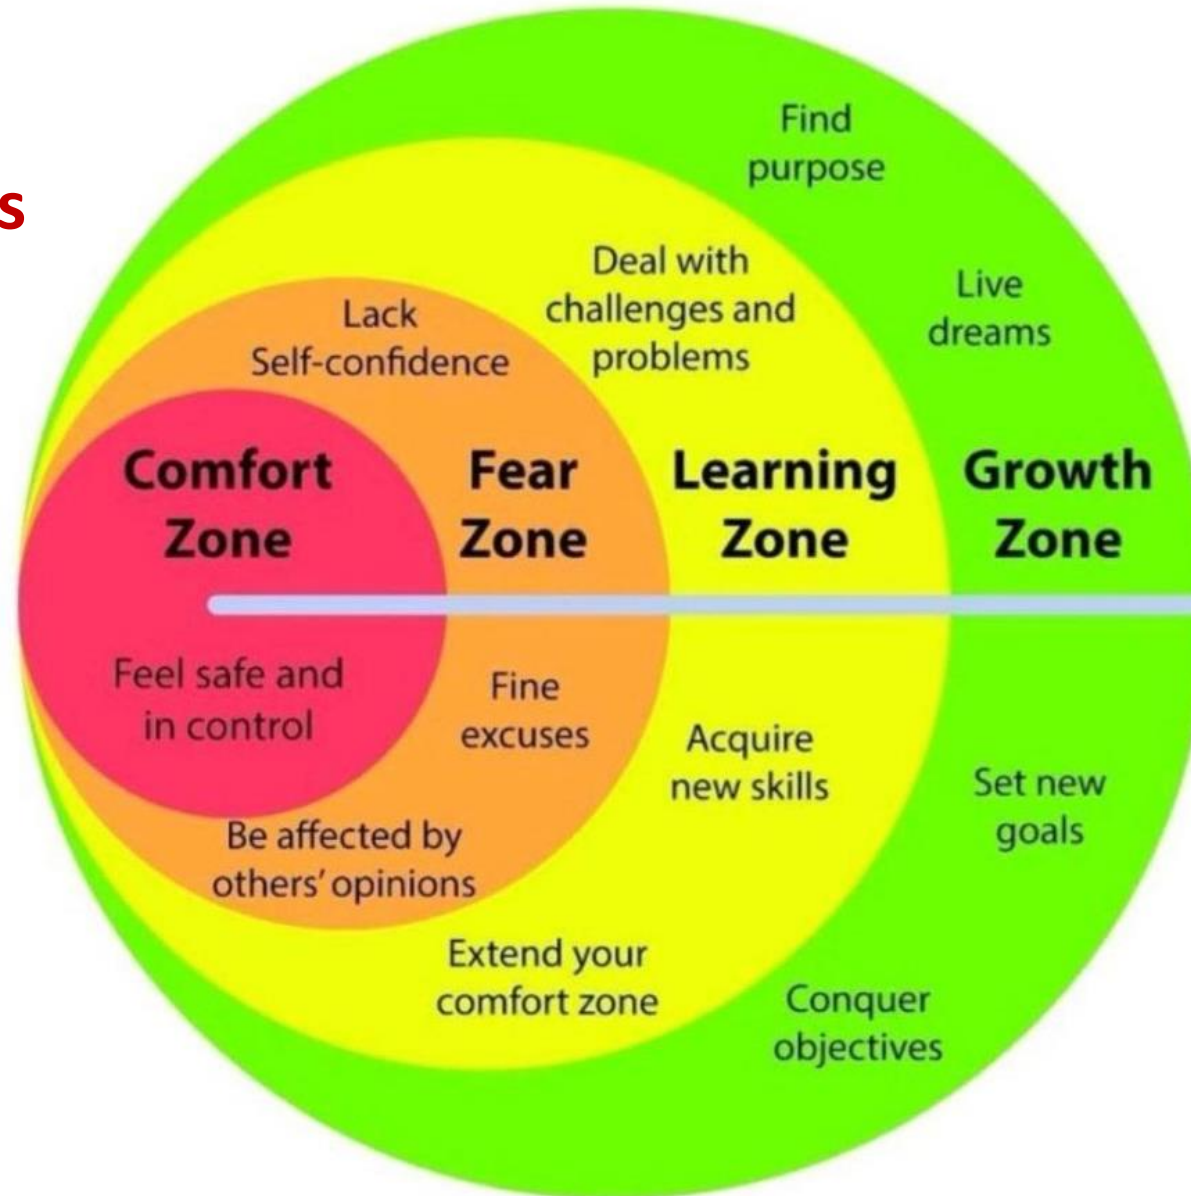 s
Find
purpose
Deal with
challenges and
problems
Live
dreams
Lack
Self-confidence
Comfort
Zone
Fear
Zone
Learning
Zone
Growth
Zone
Feel safe and
in control
Fine
excuses
Acquire
new skills
Set new
goals
Be affected by
others' opinions
Extend your
comfort zone
Conquer
objectives